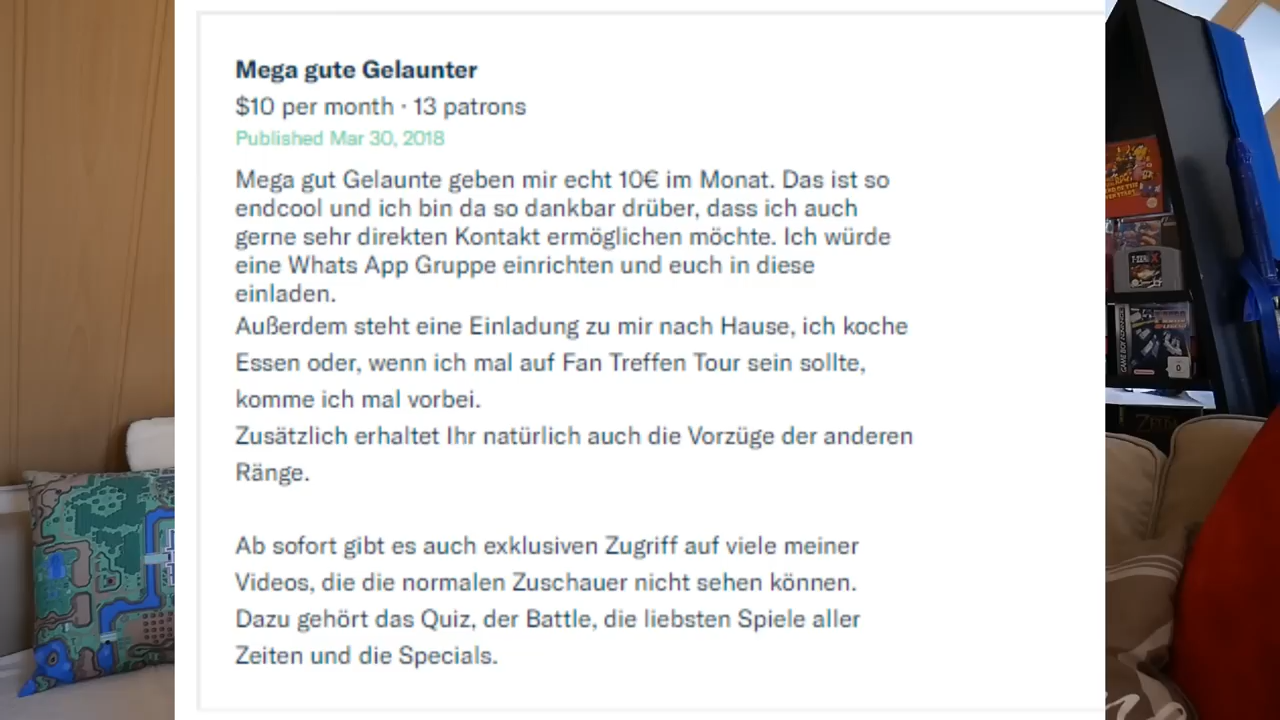 Mega gute Gelaunter
$10 per month · 13 patrons
Published Mar 30, 2018
Mega gut Gelaunte geben mir echt 10€ im Monat. Das ist so
endcool und ich bin da so dankbar drüber, dass ich auch
gerne sehr direkten Kontakt ermöglichen möchte. Ich würde
eine Whats App Gruppe einrichten und euch in diese
einladen.
Außerdem steht eine Einladung zu mir nach Hause, ich koche
Essen oder, wenn ich mal auf Fan Treffen Tour sein sollte,
komme ich mal vorbei.
Zusätzlich erhaltet Ihr natürlich auch die Vorzüge der anderen
Ränge.
Ab sofort gibt es auch exklusiven Zugriff auf viele meiner
Videos, die die normalen Zuschauer nicht sehen können.
Dazu gehört das Quiz, der Battle, die liebsten Spiele aller
Zeiten und die Specials.
GAME BOY ADVANCE